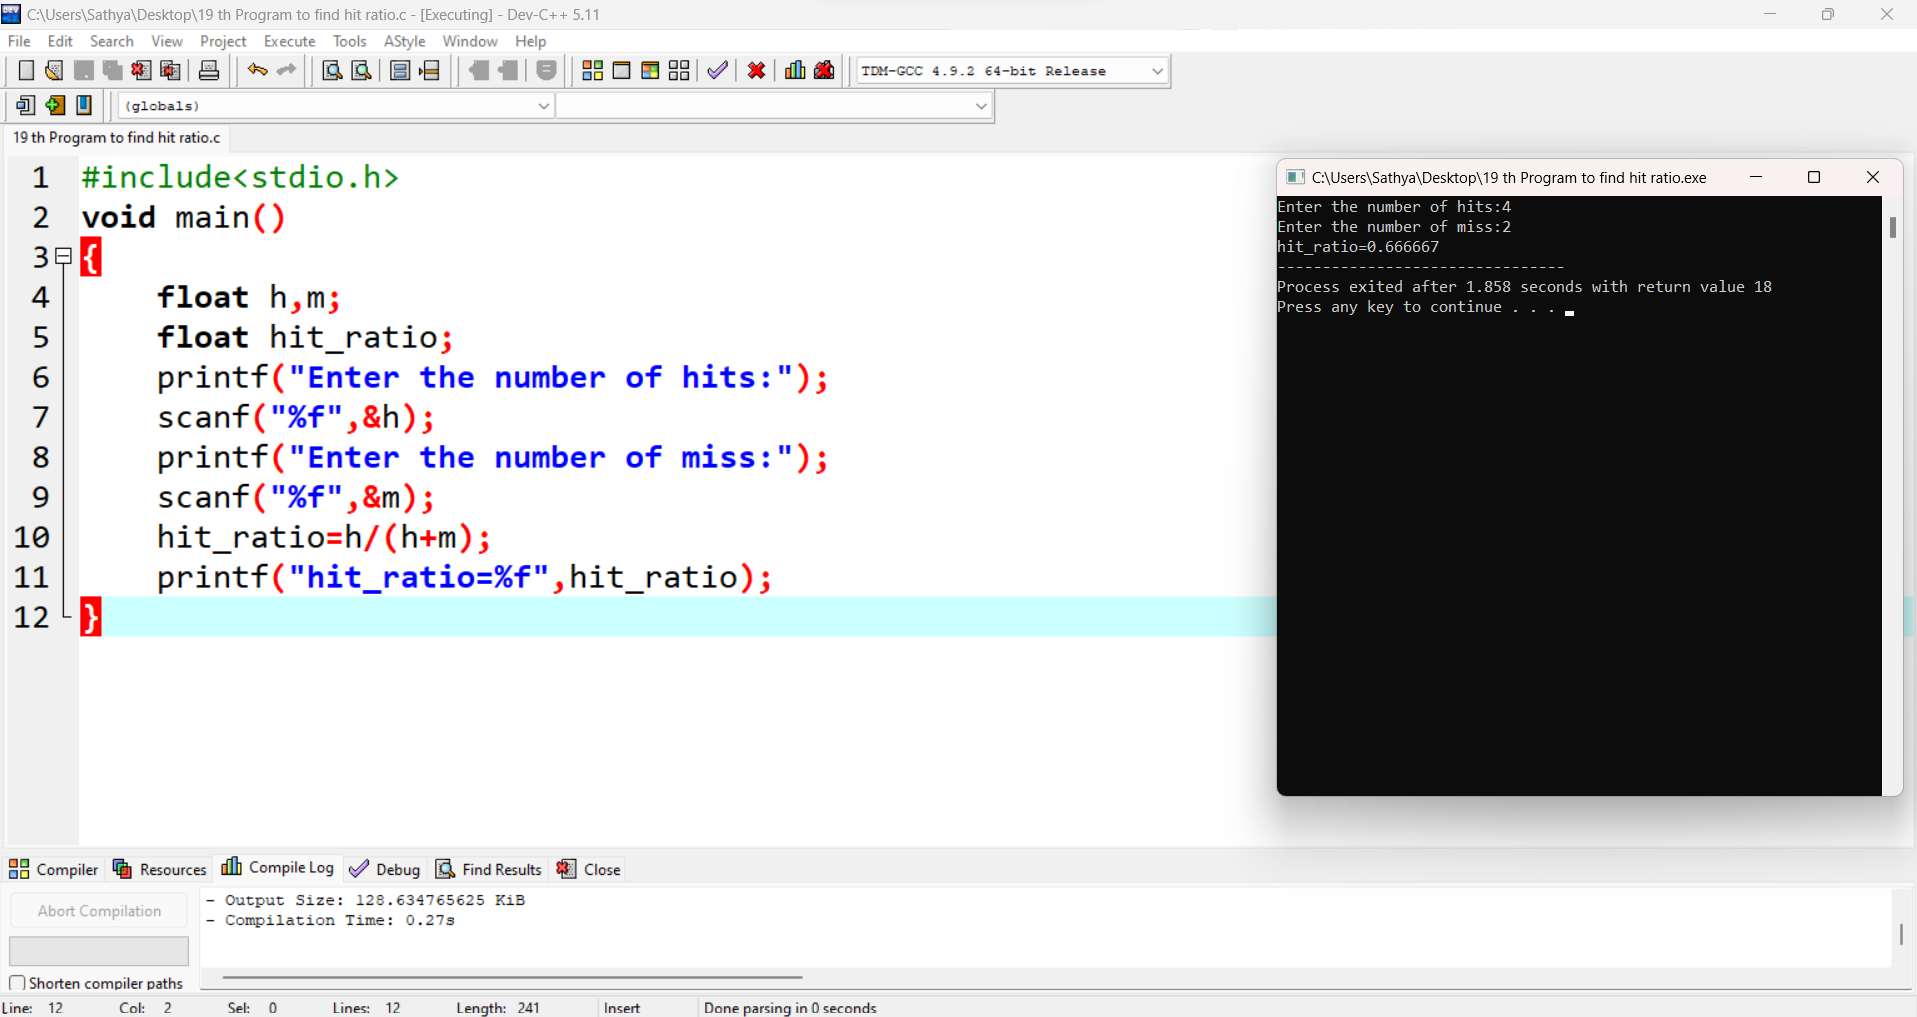 C:\Users\Sathya\Desktop\19 th Program to find hit ratio.c - [Executing] - Dev-C++ 5.11
File Edit Search View Project Execute Tools AStyle Window Help
TDM-GCC 4.9.2 64-bit Release
(globals)
19 th Program to find hit ratio.c
1 #include<stdio.h>
2 void main()
3 {
4 float h,m;
5 float hit_ratio;
6 printf("Enter the number of hits:");
7 scanf("%f",&h);
8 printf("Enter the number of miss:");
9 scanf("%f",&m);
10 hit_ratio=h/(h+m);
11 printf("hit_ratio=%f",hit_ratio);
12 }
C:\Users\Sathya\Desktop\19 th Program to find hit ratio.exe
Enter the number of hits:4
Enter the number of miss:2
hit_ratio=0.666667
--------------------------------
Process exited after 1.858 seconds with return value 18
Press any key to continue . . .
Compiler Resources Compile Log Debug Find Results Close
Abort Compilation
Shorten compiler paths
- Output Size: 128.634765625 KiB
- Compilation Time: 0.27s
Line: 12 Col: 2 Sel: 0 Lines: 12 Length: 241 Insert Done parsing in 0 seconds